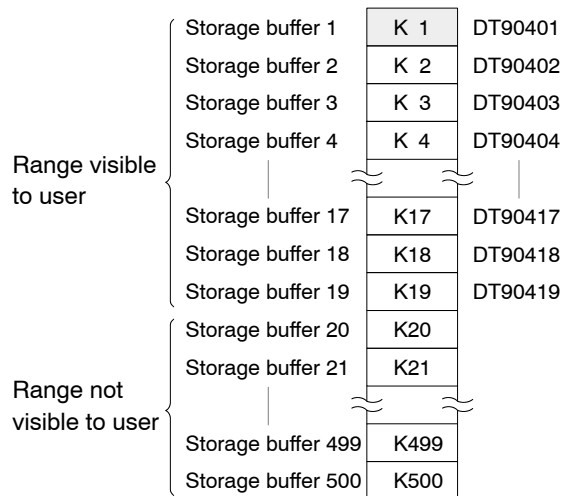 Storage buffer 1 K 1 DT90401
Storage buffer 2 K 2 DT90402
Storage buffer 3 K 3 DT90403
Storage buffer 4 K 4 DT90404
Range visible
to user
Storage buffer 17 K17 DT90417
Storage buffer 18 K18 DT90418
Storage buffer 19 K19 DT90419
Storage buffer 20 K20
Storage buffer 21 K21
Range not
visible to user
Storage buffer 499 K499
Storage buffer 500 K500